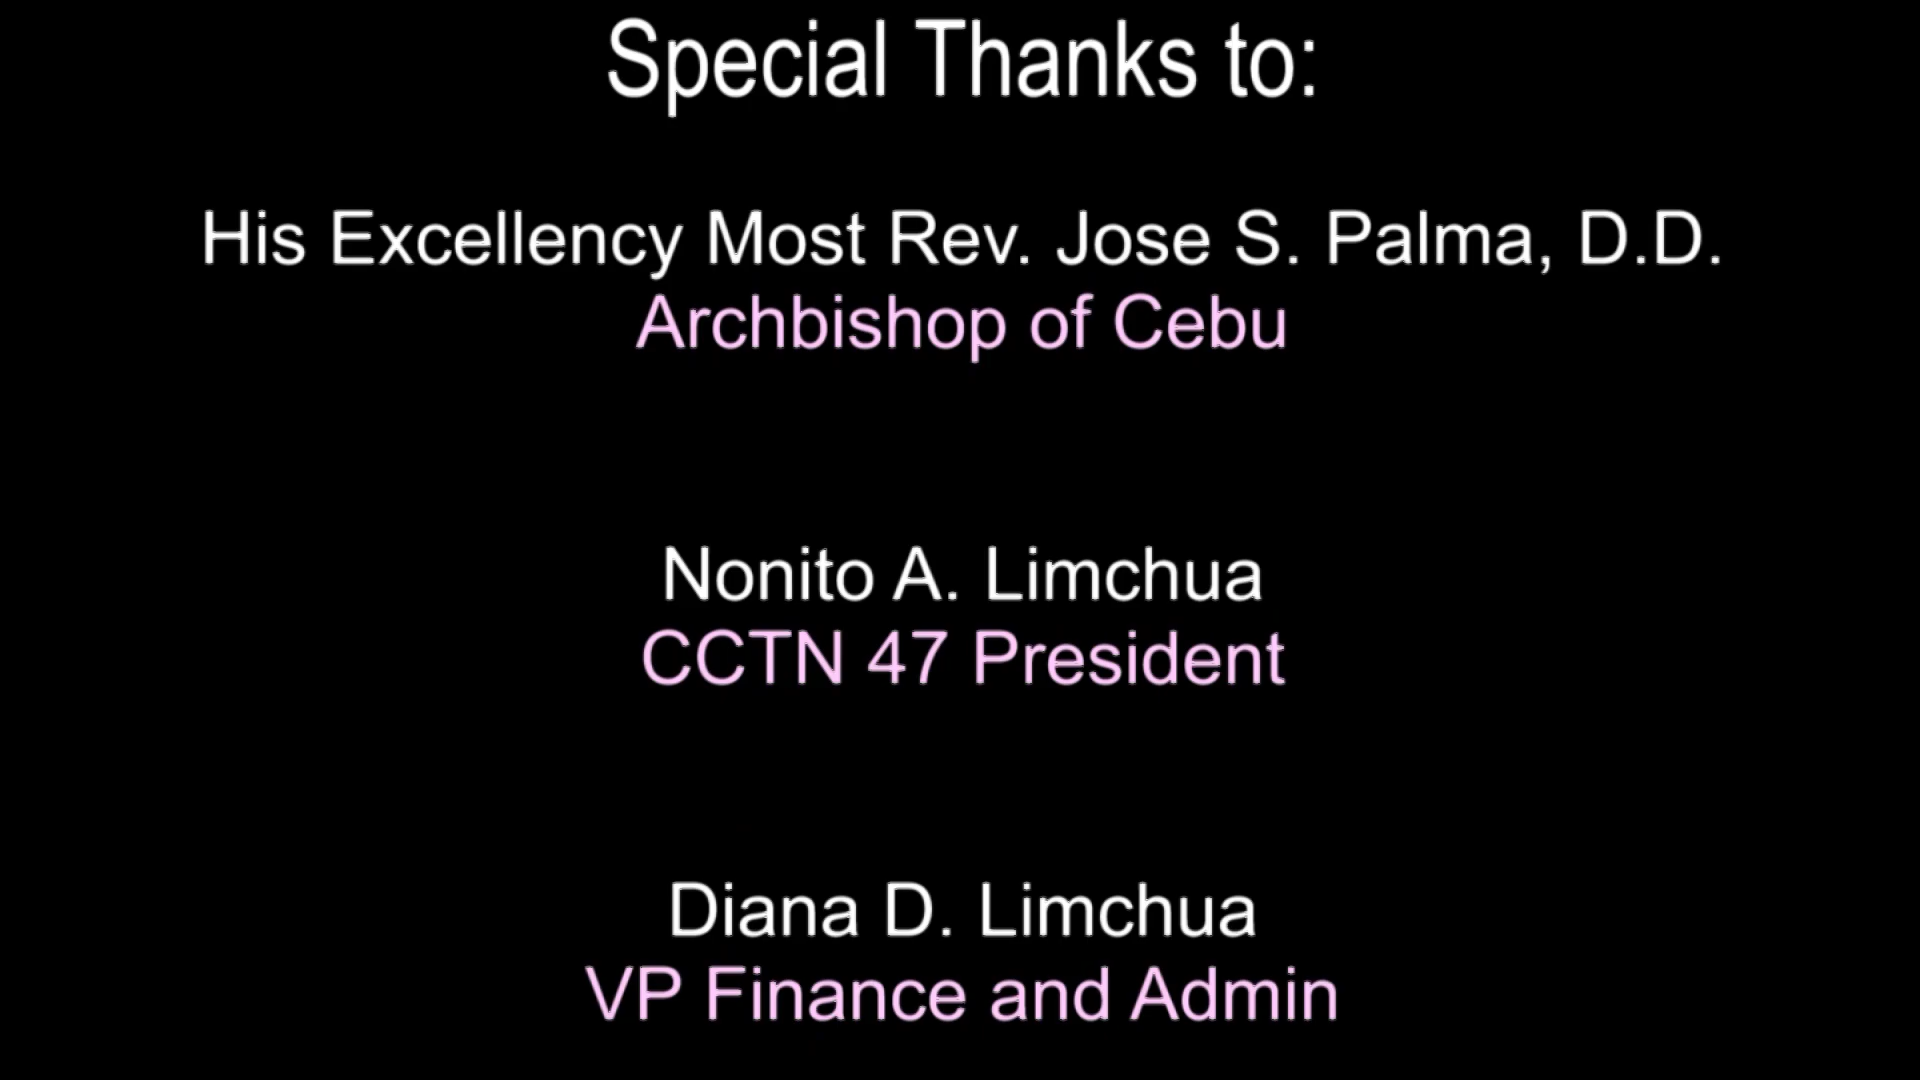 Special Thanks to:
His Excellency Most Rev. Jose S. Palma, D.D.
Archbishop of Cebu
Nonito A. Limchua
CCTN 47 President
Diana D. Limchua
VP Finance and Admin